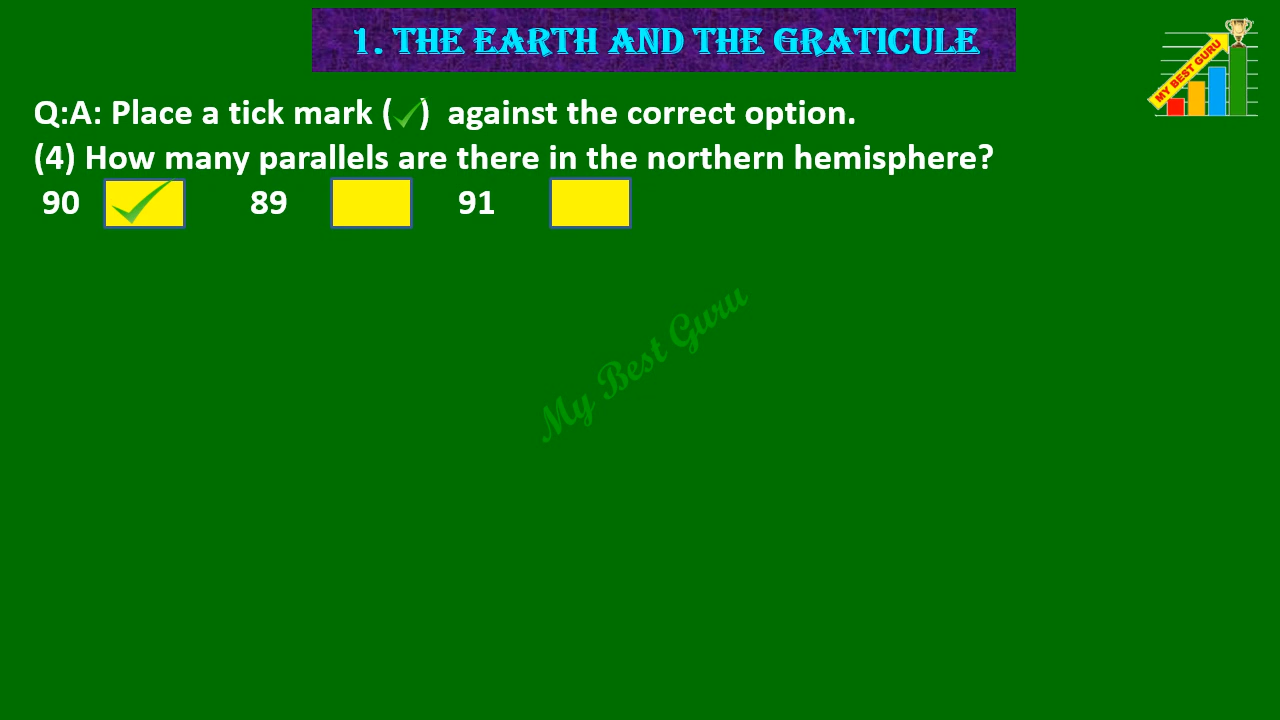 1. THE EARTH AND THE GRATICULE
MY BEST GURU
Q:A: Place a tick mark (✓) against the correct option.
(4) How many parallels are there in the northern hemisphere?
90 ✓ 89 91
My Best Guru